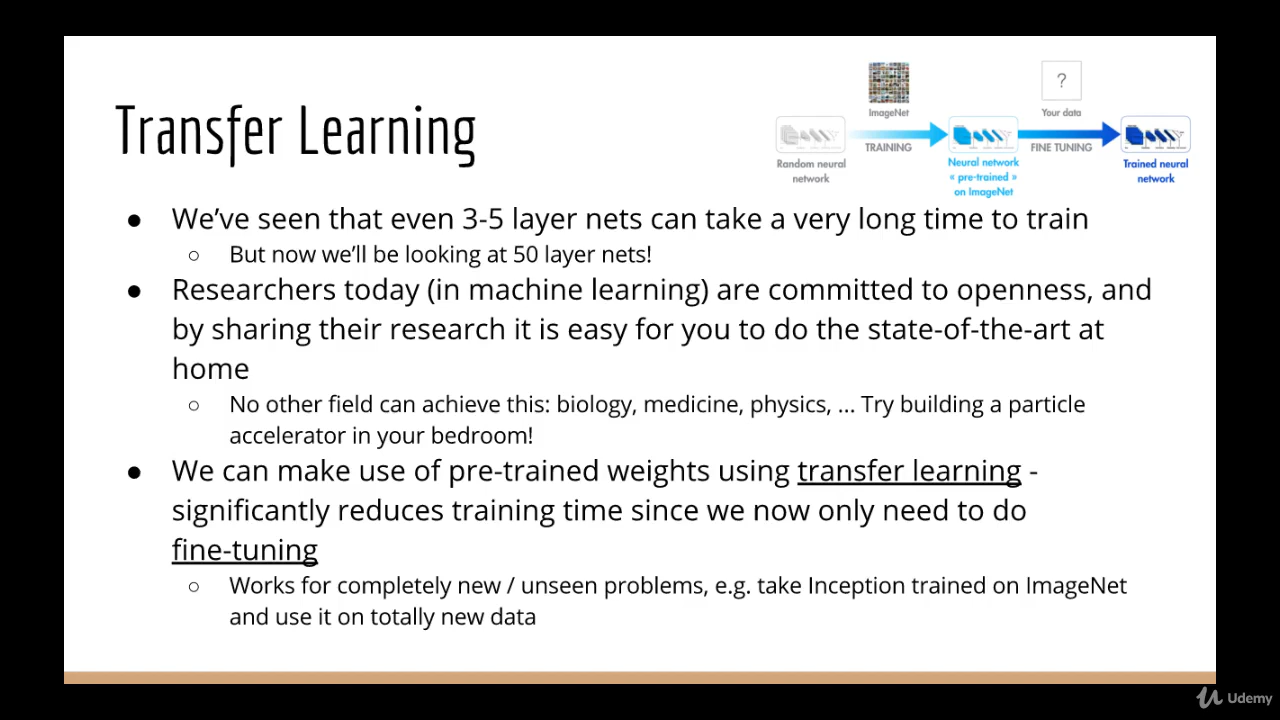 Transfer Learning
?
ImageNet
Your data
TRAINING
FINE TUNING
Random neural
network
Neural network
« pre-trained »
on ImageNet
Trained neural
network
● We’ve seen that even 3-5 layer nets can take a very long time to train
○ But now we’ll be looking at 50 layer nets!
● Researchers today (in machine learning) are committed to openness, and
by sharing their research it is easy for you to do the state-of-the-art at
home
○ No other field can achieve this: biology, medicine, physics, ... Try building a particle
accelerator in your bedroom!
● We can make use of pre-trained weights using transfer learning -
significantly reduces training time since we now only need to do
fine-tuning
○ Works for completely new / unseen problems, e.g. take Inception trained on ImageNet
and use it on totally new data
Udemy